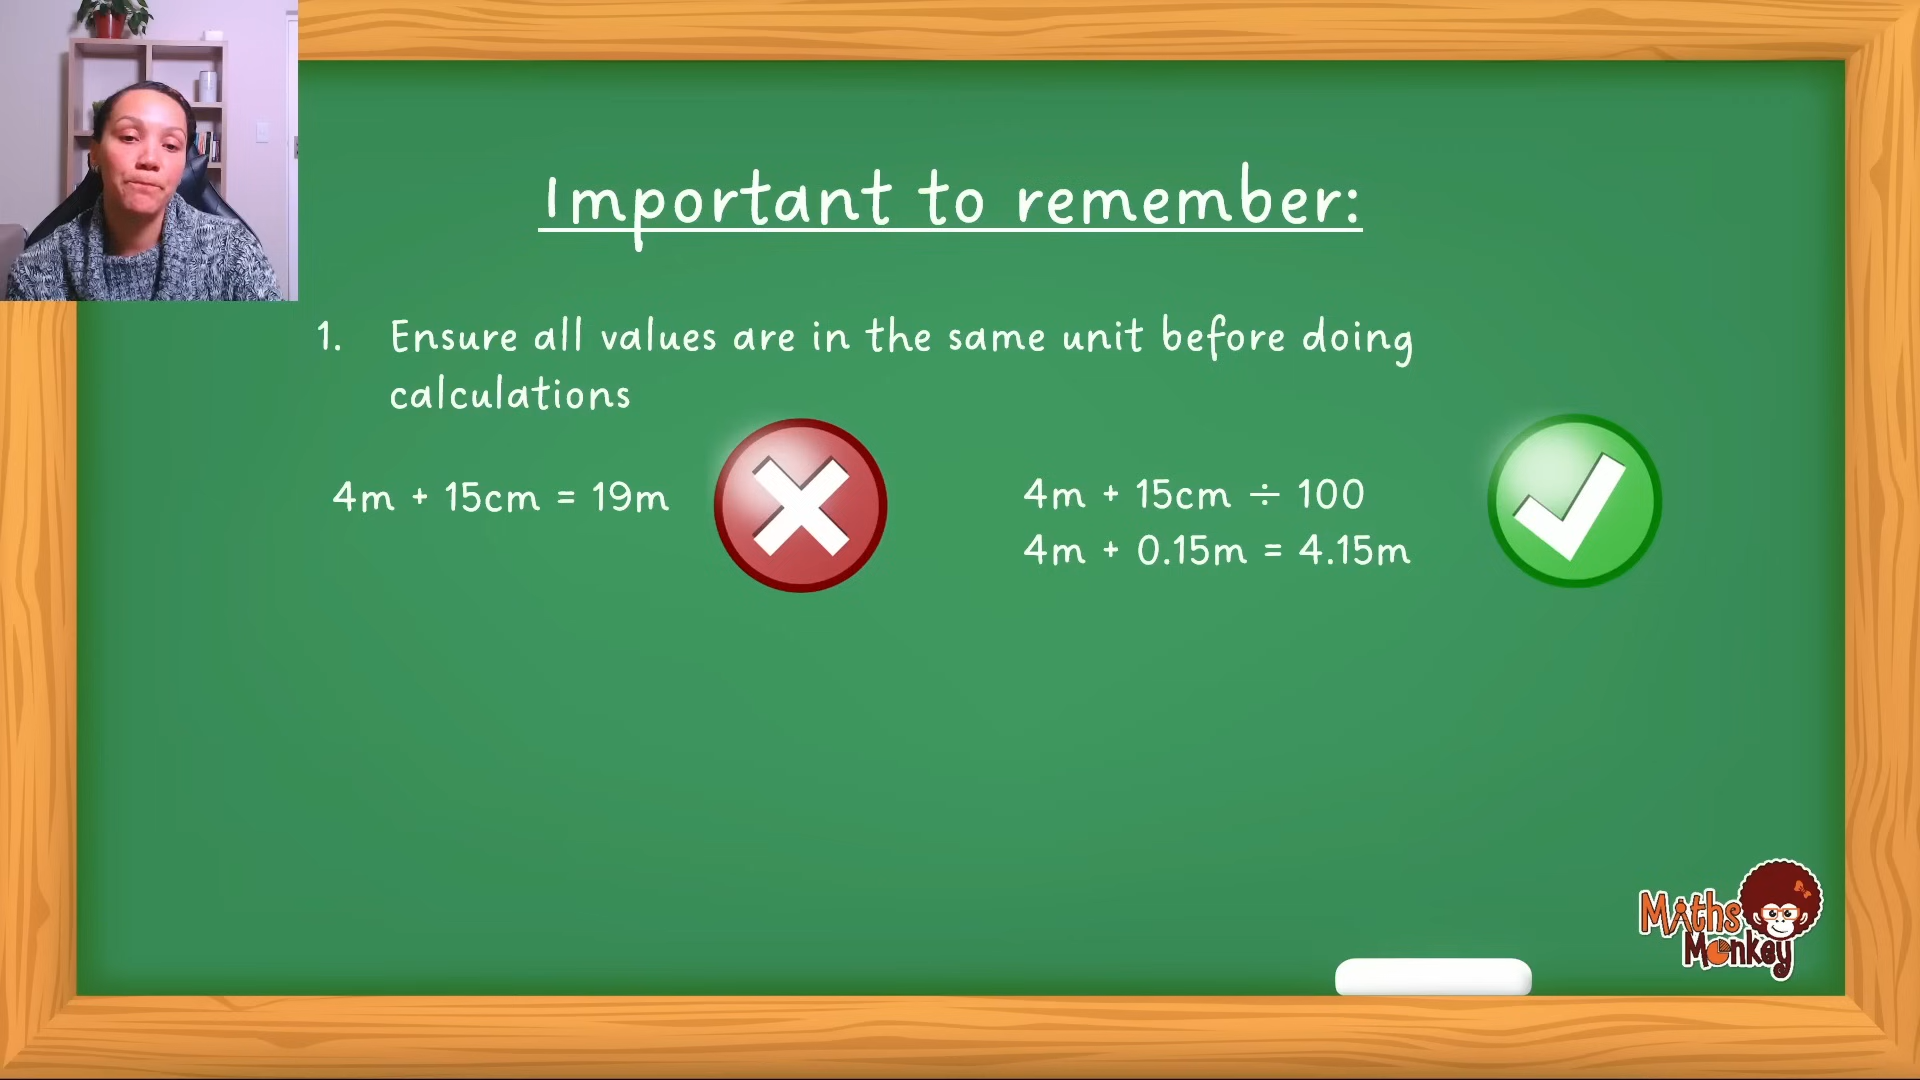 Important to remember:
1. Ensure all values are in the same unit before doing
calculations
4m + 15cm = 19m
4m + 15cm ÷ 100
4m + 0.15m = 4.15m
Maths
Monkey